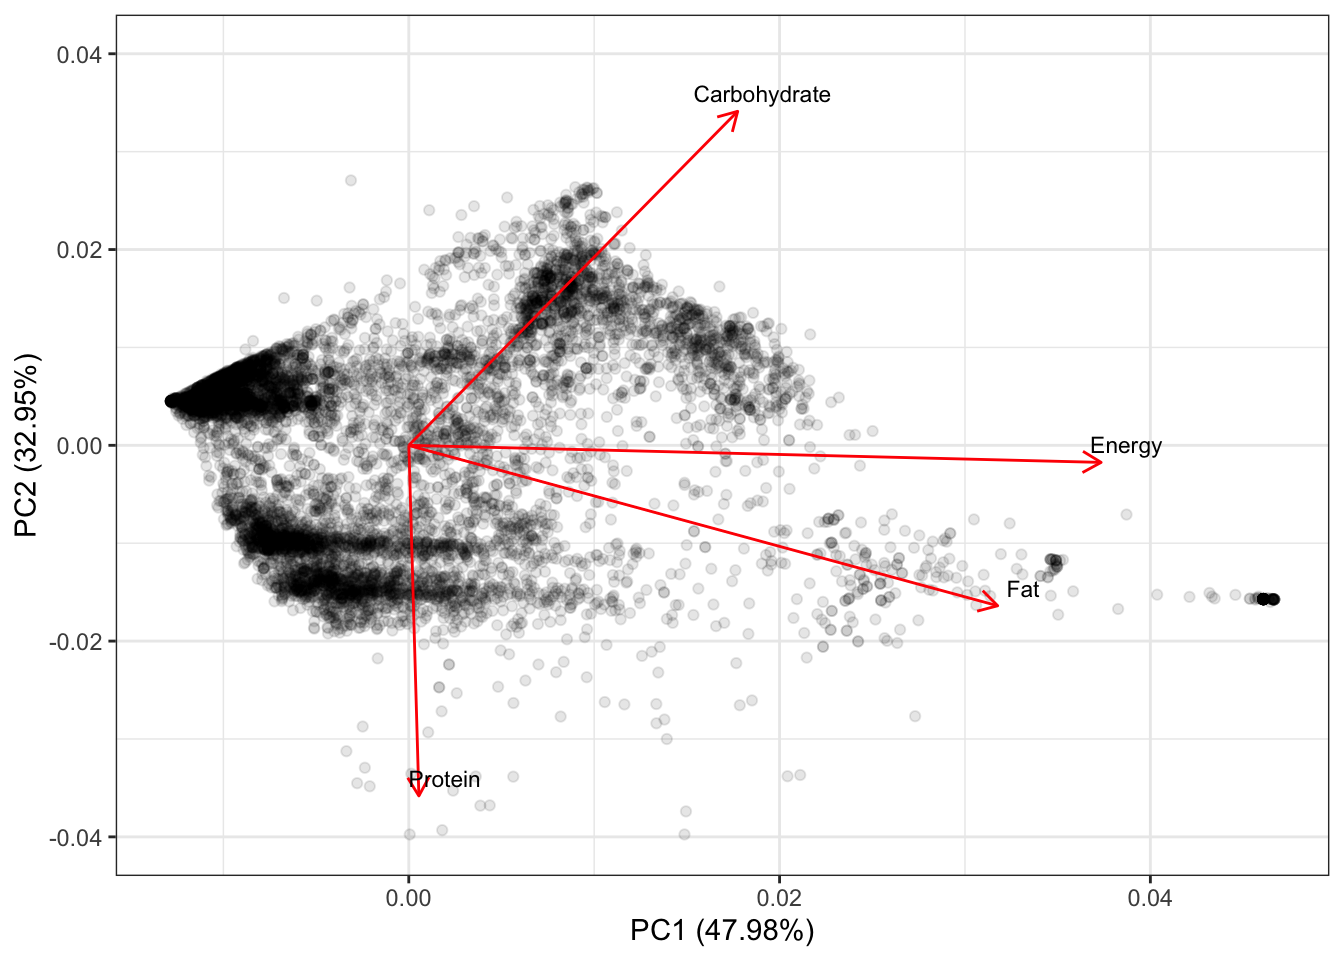 0.04
Carbohydrate
0.02
0.00
Energy
Fat
-0.02
Protein
-0.04
PC2 (32.95%)
0.00 0.02 0.04
PC1 (47.98%)